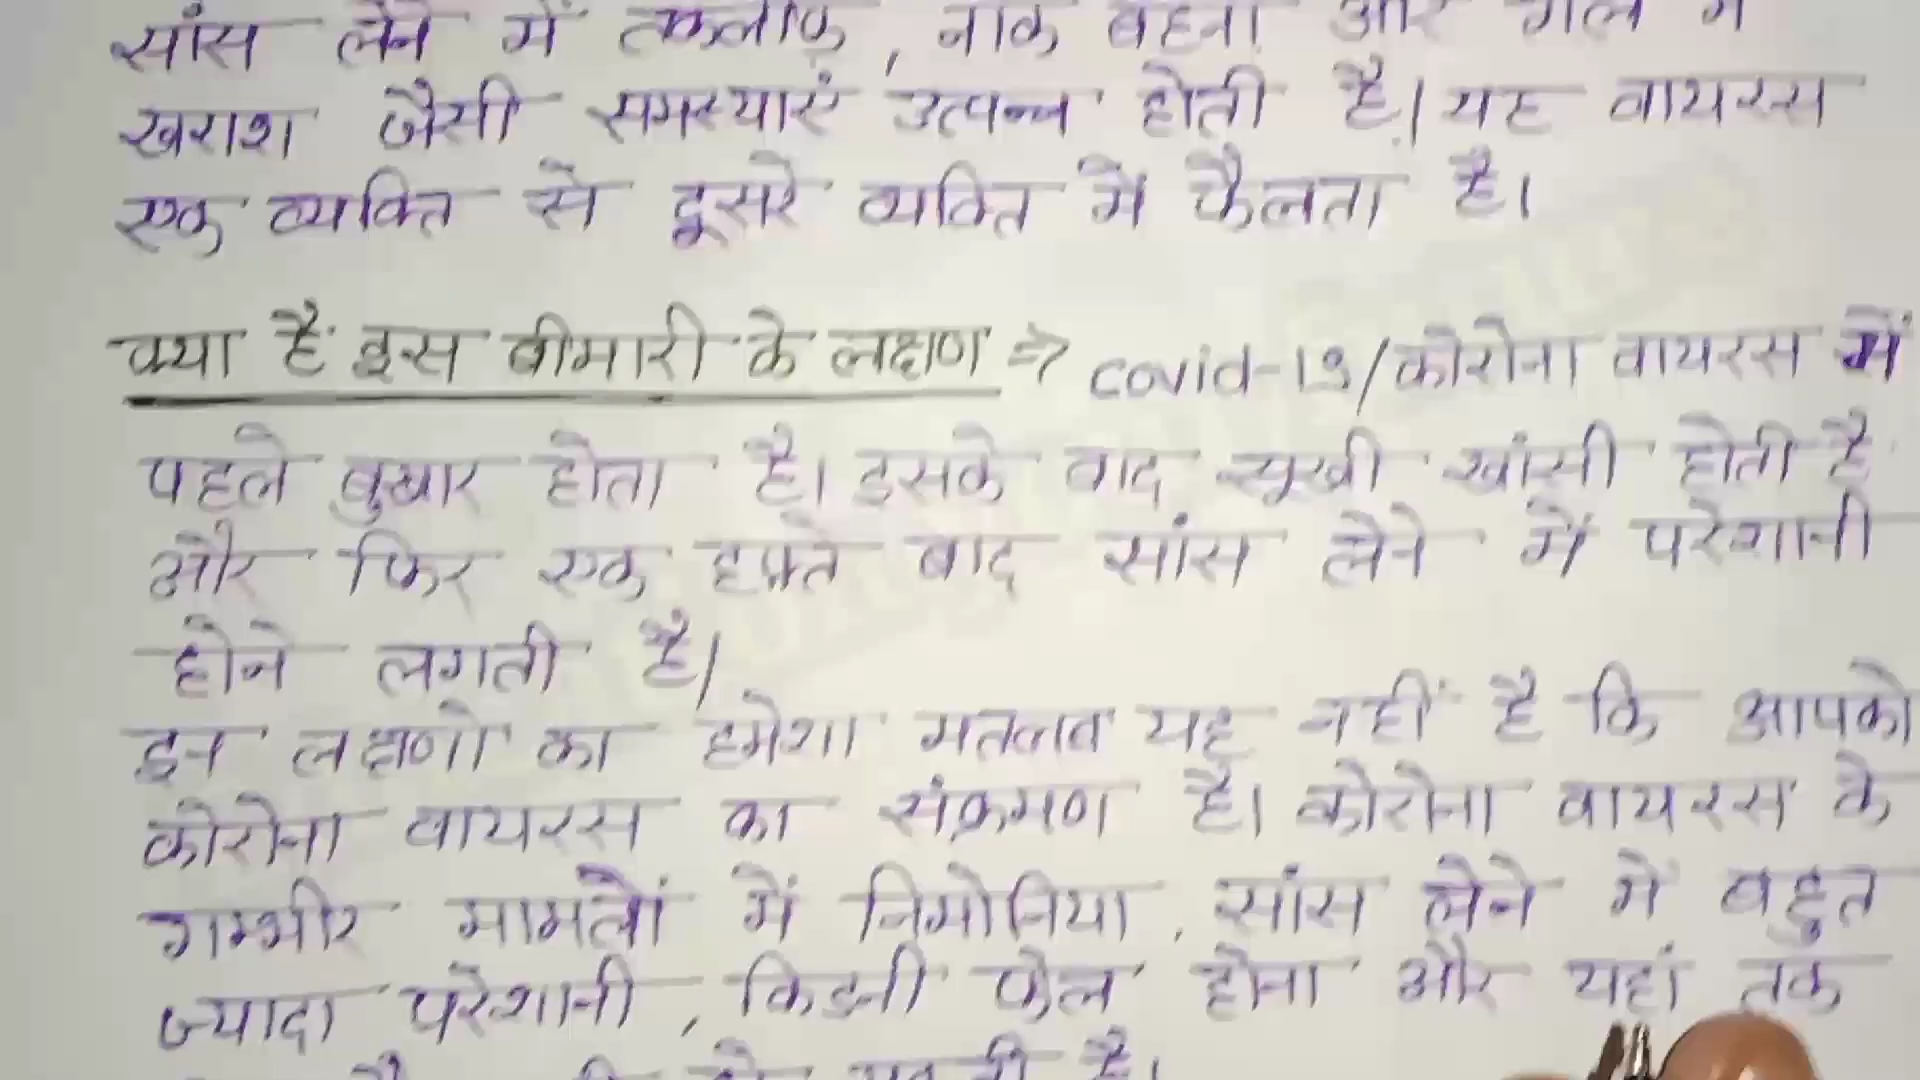 सांस लेने में तकलीफ, नाक बहना और गले में
खराश जैसी समस्याएं उत्पन्न होती है। यह वायरस
एक व्यक्ति से दूसरे व्यक्ति में फैलता है।
क्या है इस बीमारी के लक्षण ⇒ covid-19/कोरोना वायरस में
पहले बुखार होता है। इसके बाद सूखी खांसी होती है
और फिर एक हफ्ते बाद सांस लेने में परेशानी
होने लगती है।
इन लक्षणों का हमेशा मतलब यह नहीं है कि आपको
कोरोना वायरस का संक्रमण है। कोरोना वायरस के
गम्भीर मामलों में निमोनिया, सांस लेने में बहुत
ज्यादा परेशानी, किडनी फेल होना और यहां तक
है।